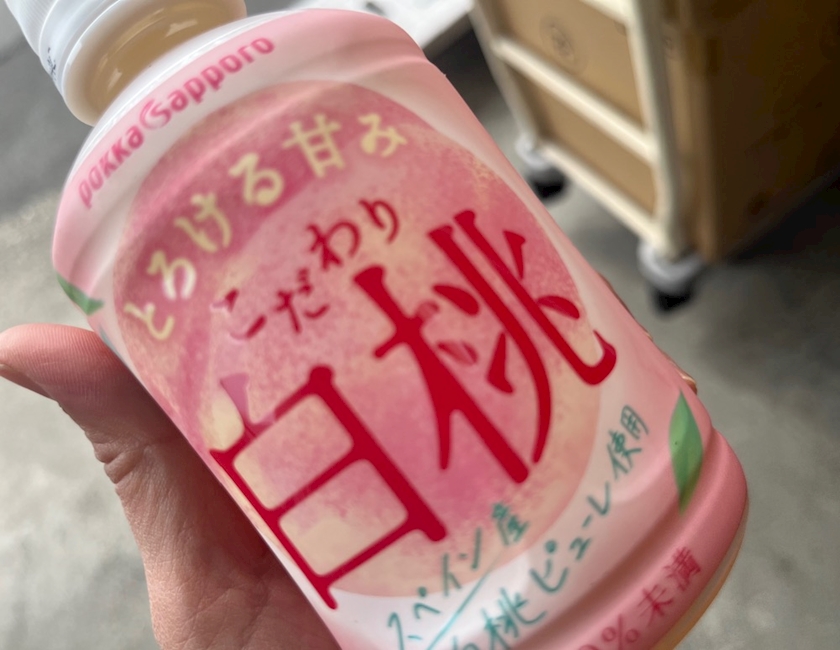 pokka sapporo
とろける甘み
こだわり
白桃
スペイン産
白桃ピューレ使用
%未満